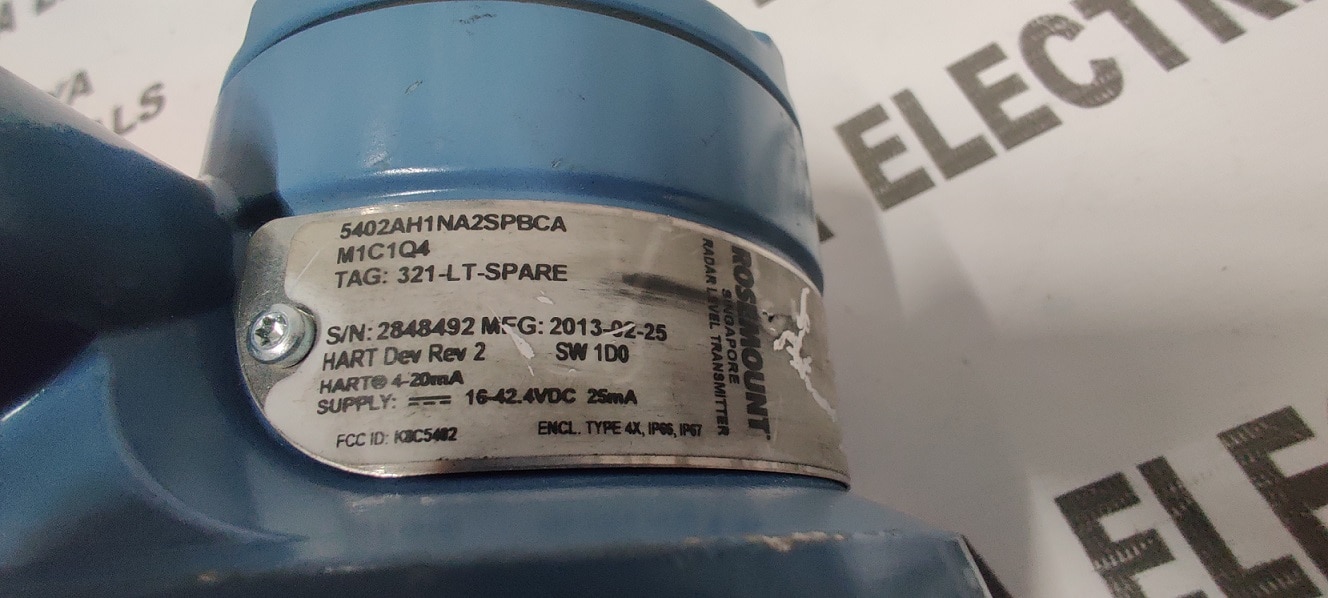 5402AH1NA2SPBCA
M1C1Q4
TAG: 321-LT-SPARE
S/N: 2848492 MFG: 2013-02-25
HART Dev Rev 2 SW 1D0
HART® 4-20mA
SUPPLY: 16-42.4VDC 25mA
FCC ID: K8C5402 ENCL. TYPE 4X, IP66, IP67
ROSEMOUNT
SINGAPORE
RADAR LEVEL TRANSMITTER
ELECTRI
ELE